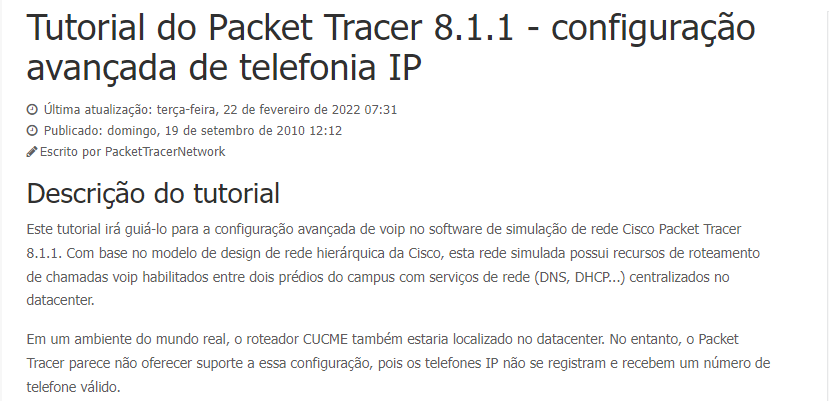 Tutorial do Packet Tracer 8.1.1 - configuração
avançada de telefonia IP
Última atualização: terça-feira, 22 de fevereiro de 2022 07:31
Publicado: domingo, 19 de setembro de 2010 12:12
Escrito por PacketTracerNetwork
Descrição do tutorial
Este tutorial irá guiá-lo para a configuração avançada de voip no software de simulação de rede Cisco Packet Tracer
8.1.1. Com base no modelo de design de rede hierárquica da Cisco, esta rede simulada possui recursos de roteamento
de chamadas voip habilitados entre dois prédios do campus com serviços de rede (DNS, DHCP...) centralizados no
datacenter.
Em um ambiente do mundo real, o roteador CUCME também estaria localizado no datacenter. No entanto, o Packet
Tracer parece não oferecer suporte a essa configuração, pois os telefones IP não se registram e recebem um número de
telefone válido.